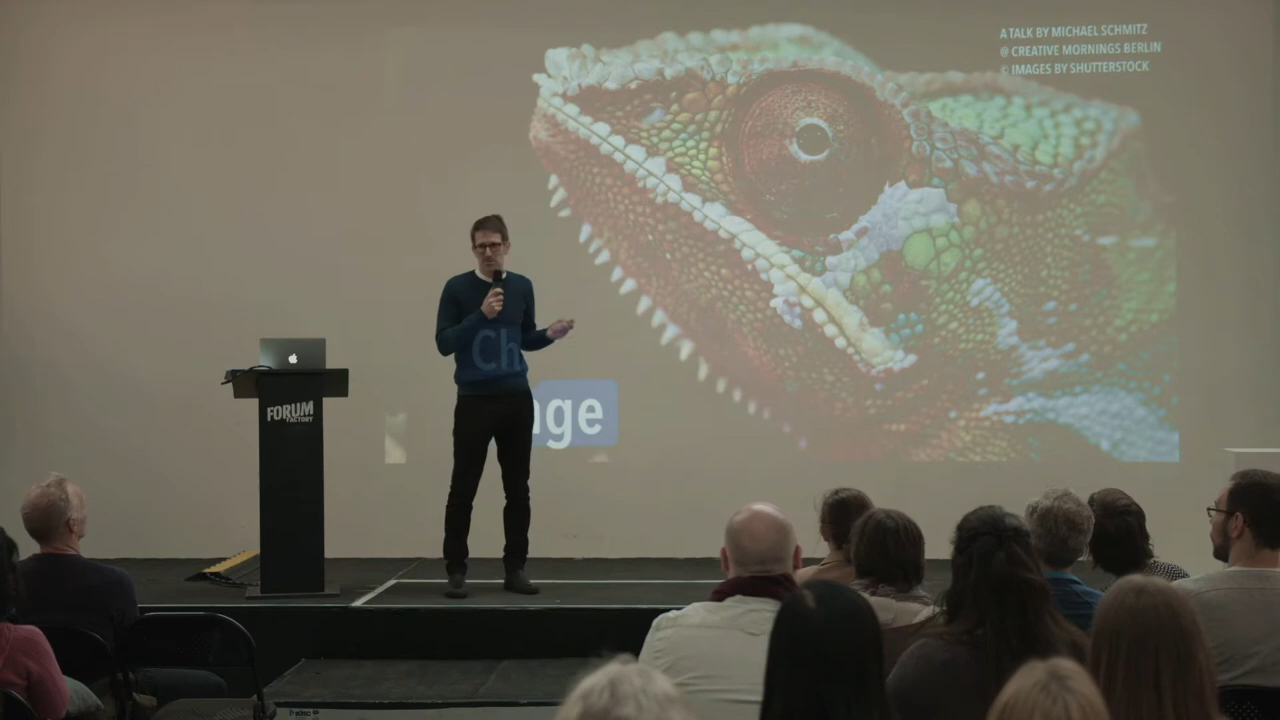 A TALK BY MICHAEL SCHMITZ
@ CREATIVE MORNINGS BERLIN
© IMAGES BY SHUTTERSTOCK
Ch
nge
FORUM
FACTORY